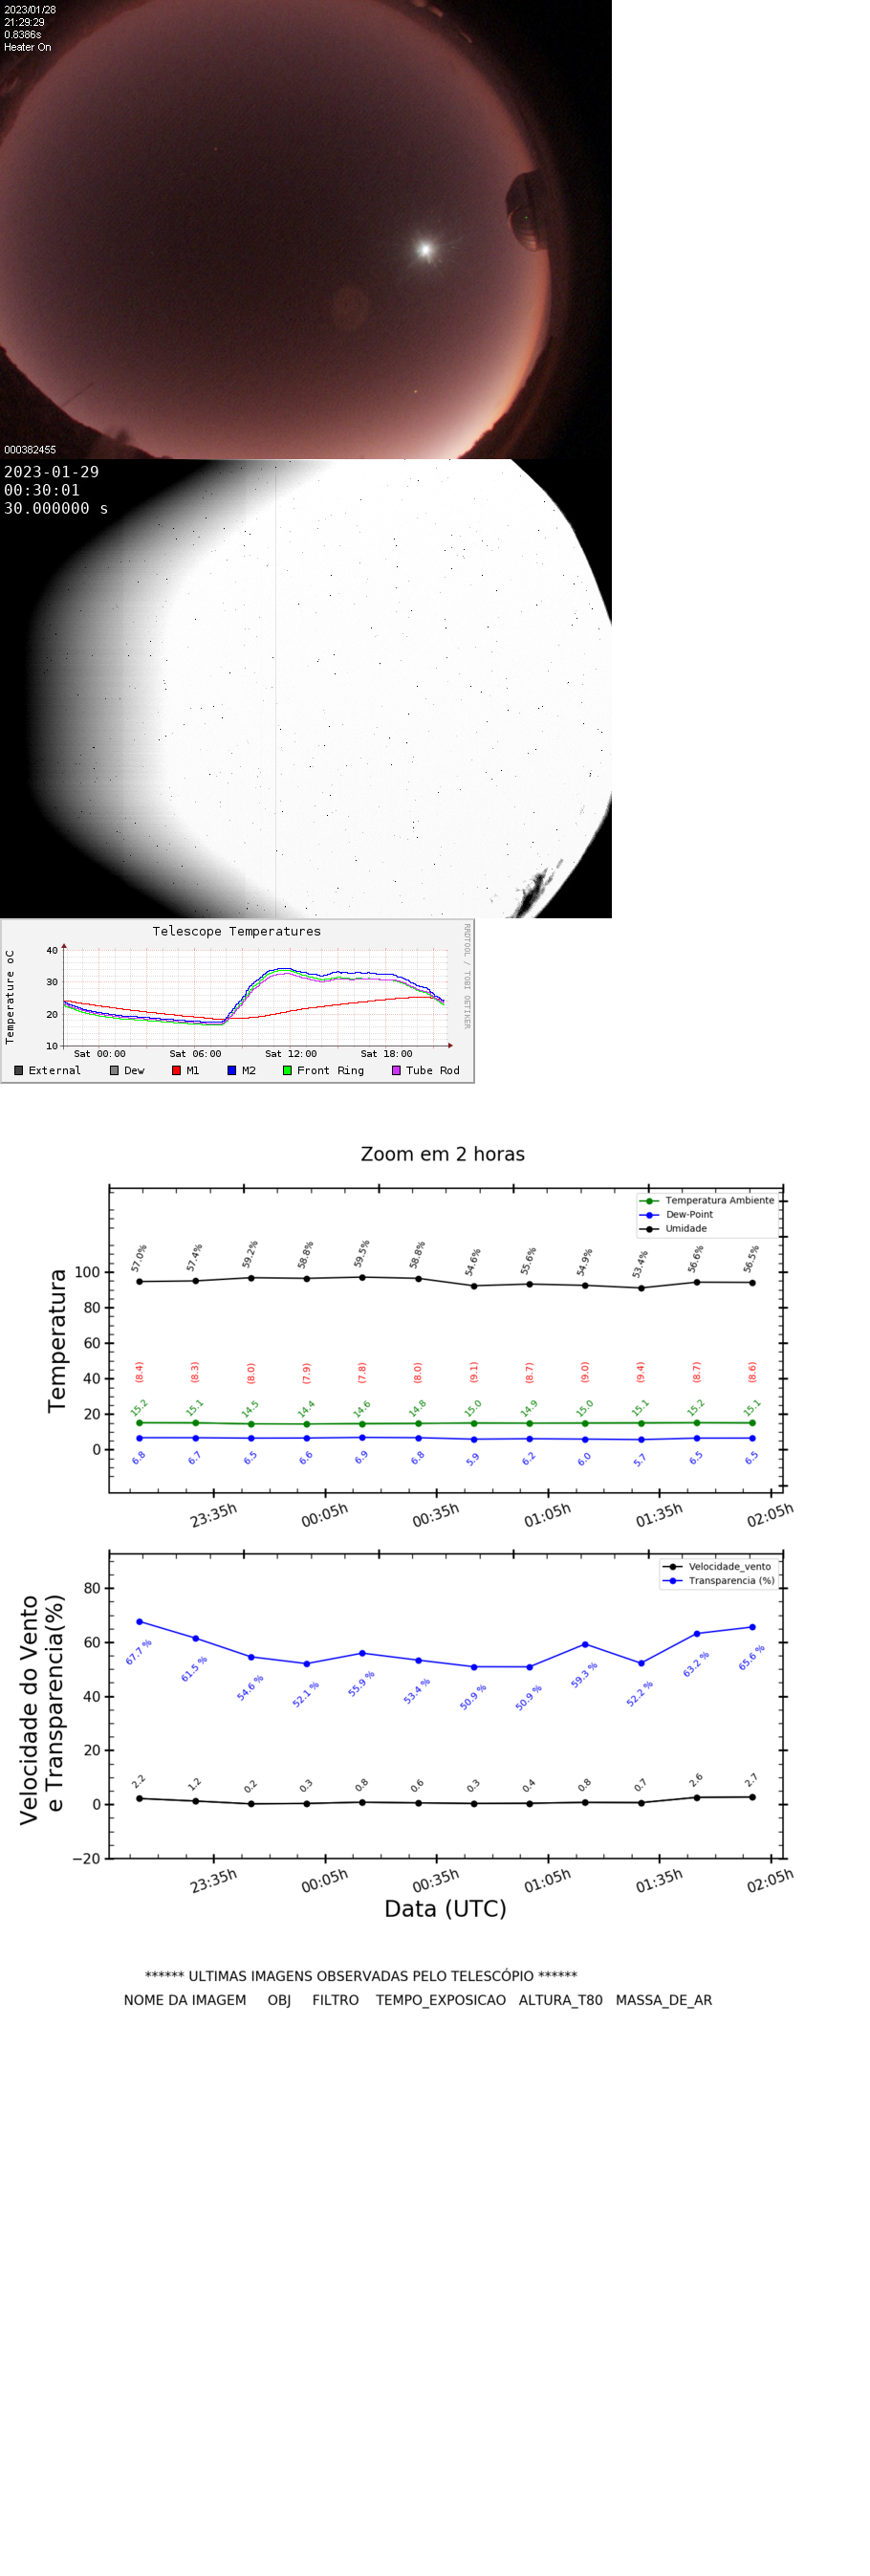 2023/01/28
21:29:29
0.8386s
Heater On
000382455
2023-01-29
00:30:01
30.000000 s
Telescope Temperatures
RRDTOOL / TOBI OETIKER
Temperature oC
40
30
20
10
Sat 00:00 Sat 06:00 Sat 12:00 Sat 18:00
External Dew M1 M2 Front Ring Tube Rod
Zoom em 2 horas
Temperatura Ambiente
Dew-Point
Umidade
Temperatura
100
80
60
40
20
0
57.0% 57.4% 59.2% 58.8% 59.5% 58.8% 54.6% 55.6% 54.9% 53.4% 56.6% 56.5%
(8.4) (8.3) (8.0) (7.9) (7.8) (8.0) (9.1) (8.7) (9.0) (9.4) (8.7) (8.6)
15.2 15.1 14.5 14.4 14.6 14.8 15.0 14.9 15.0 15.1 15.2 15.1
6.8 6.7 6.5 6.6 6.9 6.8 5.9 6.2 6.0 5.7 6.5 6.5
23:35h 00:05h 00:35h 01:05h 01:35h 02:05h
Velocidade_vento
Transparencia (%)
Velocidade do Vento
e Transparencia(%)
80
60
40
20
0
−20
67.7 % 61.5 % 54.6 % 52.1 % 55.9 % 53.4 % 50.9 % 50.9 % 59.3 % 52.2 % 63.2 % 65.6 %
2.2 1.2 0.2 0.3 0.8 0.6 0.3 0.4 0.8 0.7 2.6 2.7
23:35h 00:05h 00:35h 01:05h 01:35h 02:05h
Data (UTC)
****** ULTIMAS IMAGENS OBSERVADAS PELO TELESCÓPIO ******
NOME DA IMAGEM OBJ FILTRO TEMPO_EXPOSICAO ALTURA_T80 MASSA_DE_AR